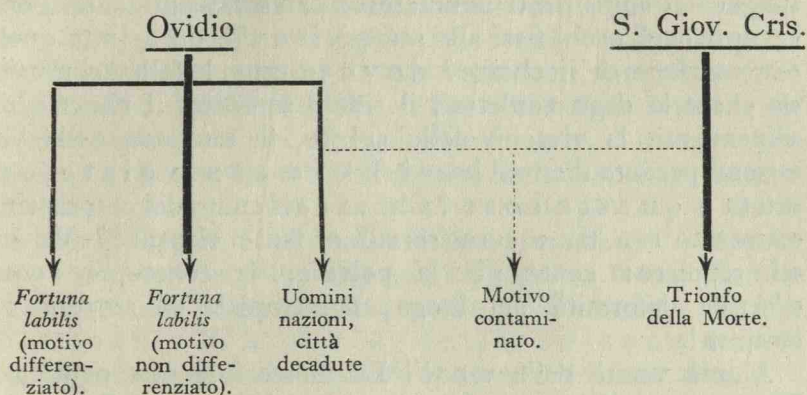 Ovidio
S. Giov. Cris.
Fortuna
labilis
(motivo
differen-
ziato).
Fortuna
labilis
(motivo
non diffe-
renziato).
Uomini
nazioni,
città
decadute
Motivo
contami-
nato.
Trionfo
della Morte.